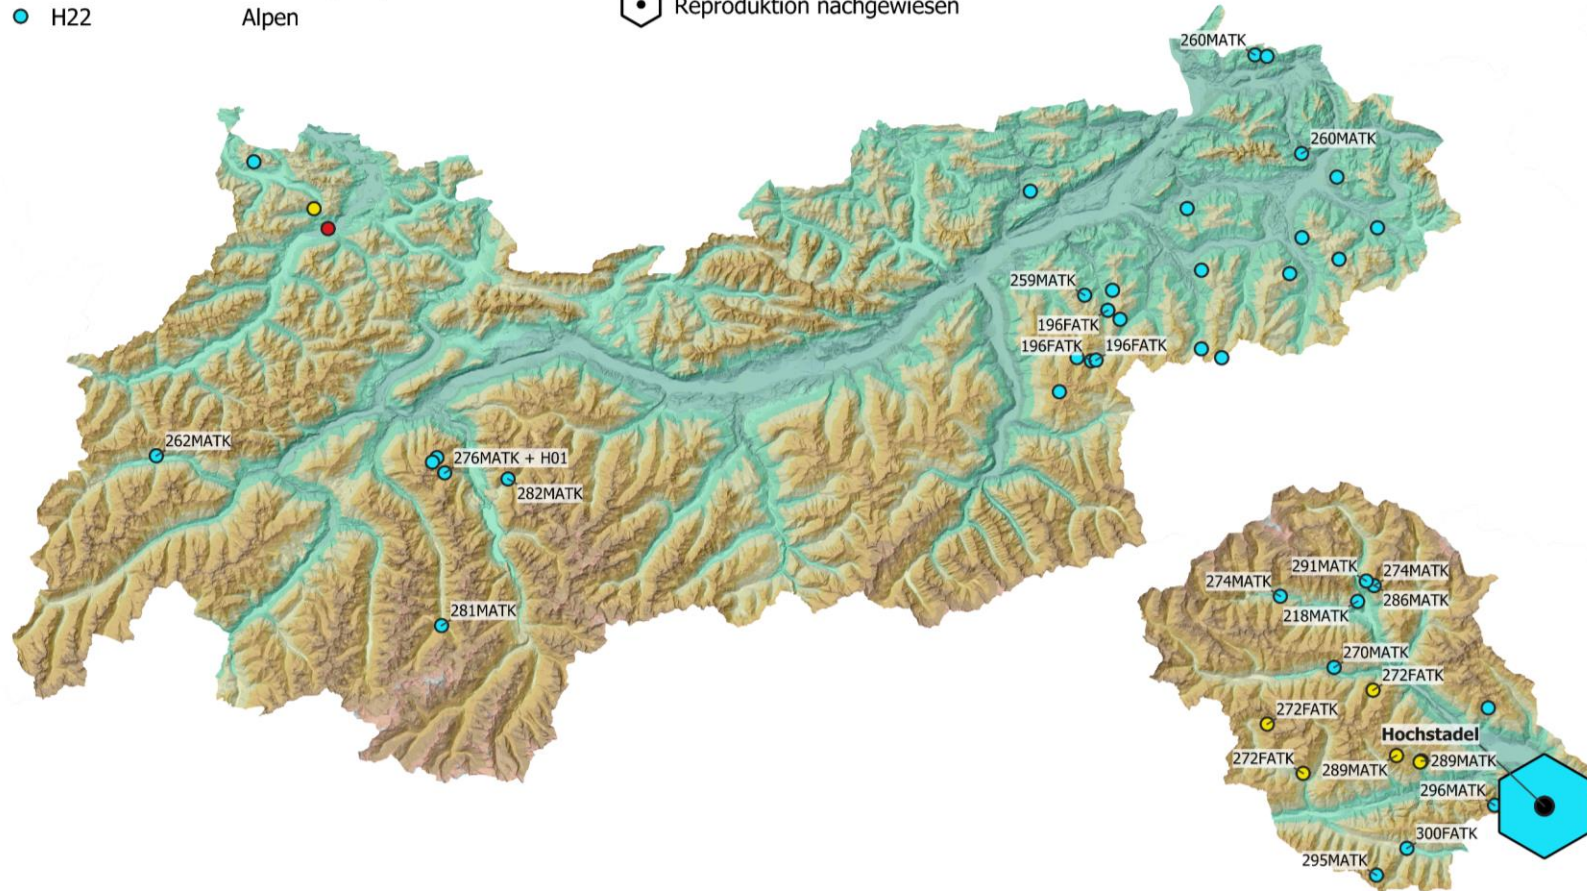 H22 Alpen
Reproduktion nachgewiesen
260MATK
260MATK
259MATK
196FATK
196FATK 196FATK
262MATK
276MATK + H01
282MATK
281MATK
291MATK
274MATK
274MATK
286MATK
218MATK
270MATK
272FATK
272FATK
Hochstadel
272FATK
289MATK
289MATK
296MATK
300FATK
295MATK